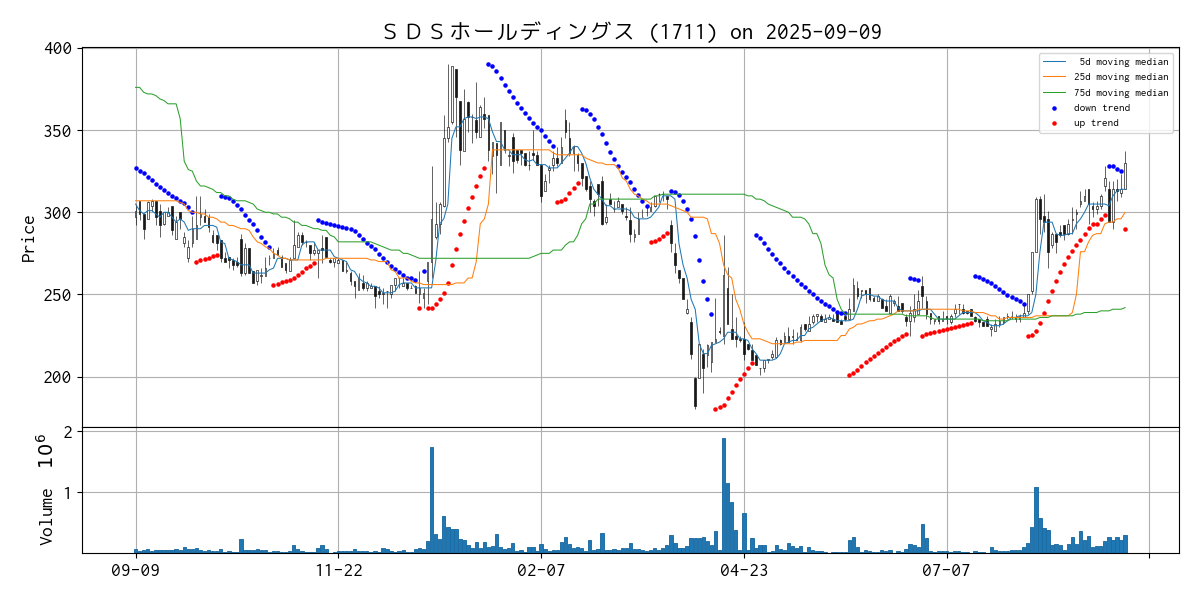 ＳＤＳホールディングス (1711) on 2025-09-09
400
350
300
250
200
Price
5d moving median
25d moving median
75d moving median
down trend
up trend
2
1
Volume 10^6
09-09
11-22
02-07
04-23
07-07